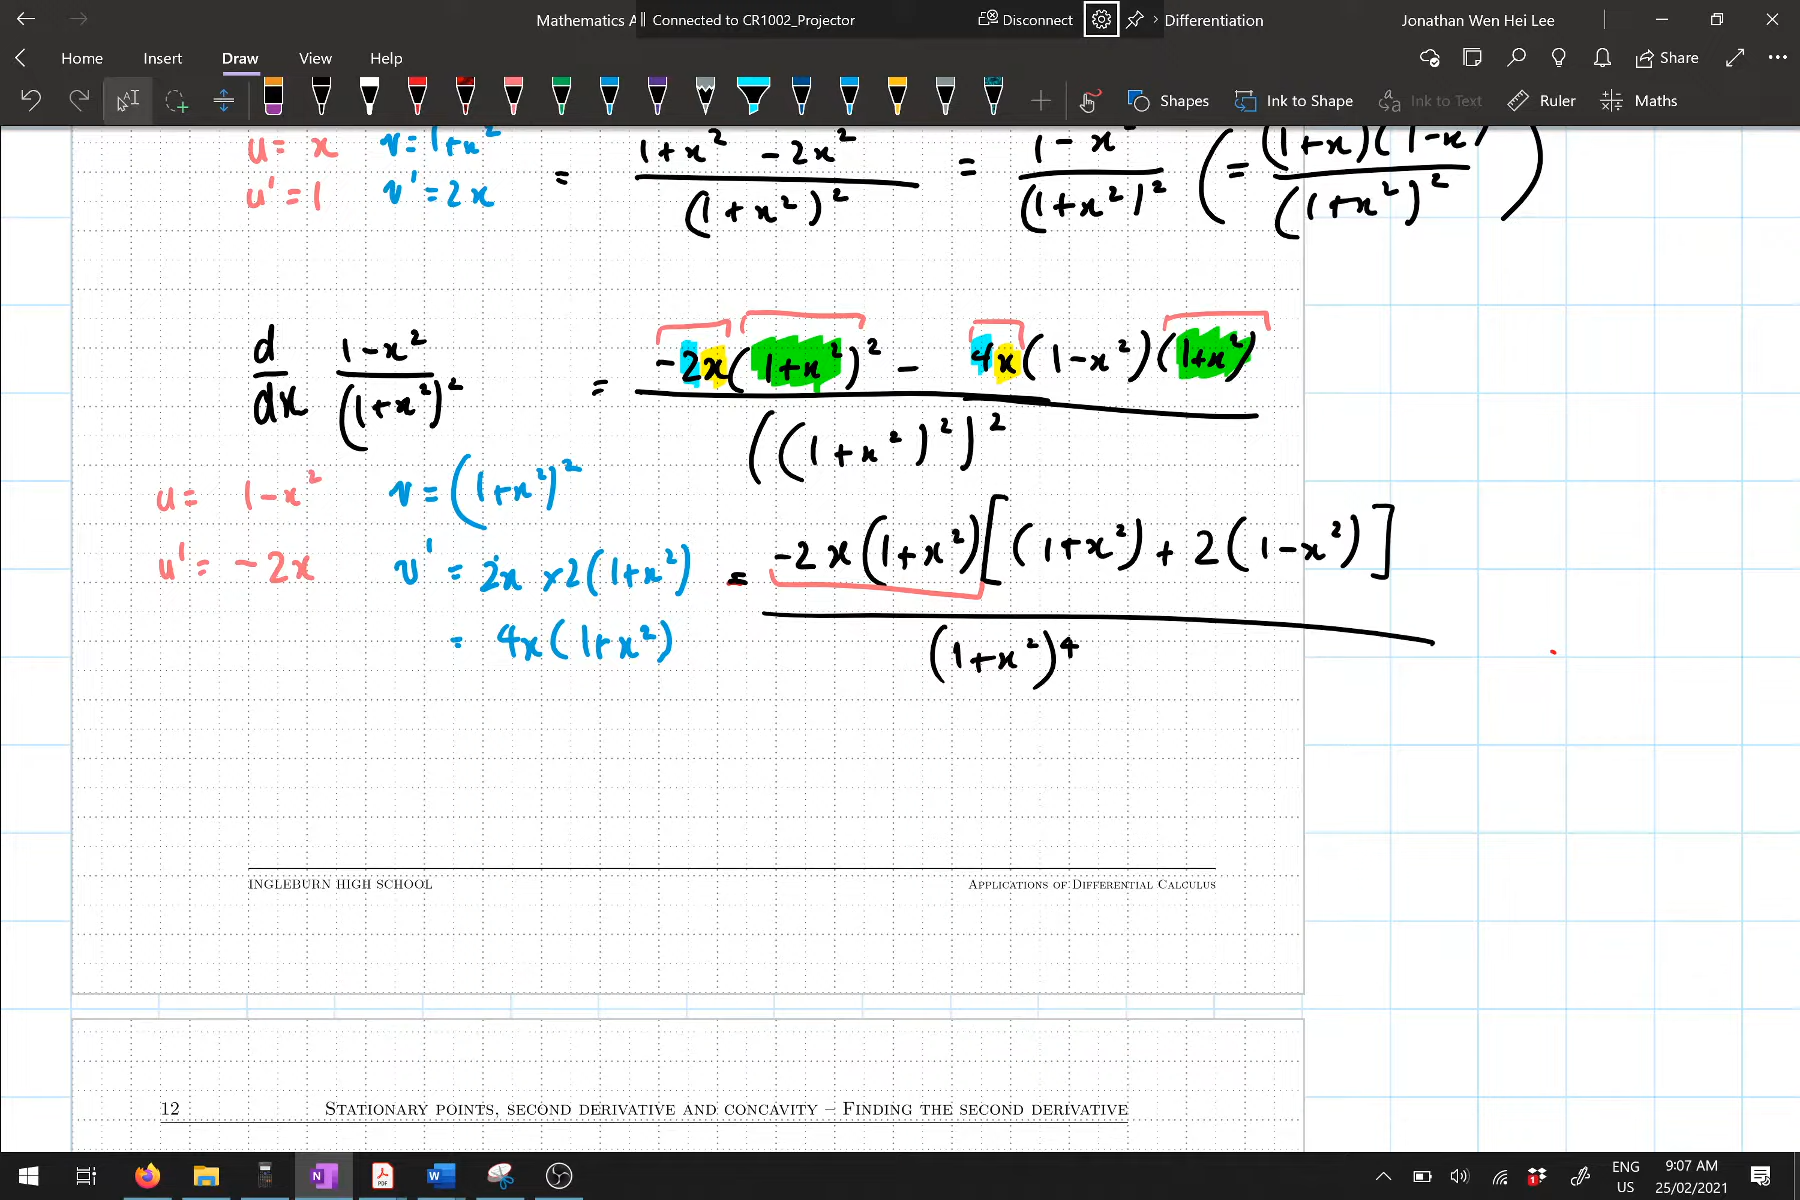 Mathematics A Connected to CR1002_Projector Disconnect Differentiation Jonathan Wen Hei Lee
Home Insert Draw View Help Share
Shapes Ink to Shape Ink to Text Ruler Maths
u = x v = 1+x²
u' = 1 v' = 2x
= (1+x² - 2x²)/(1+x²)² = (1-x²)/(1+x²)² ( = (1+x)(1-x)/(1+x²)² )
d/dx (1-x²)/(1+x²)² = (-2x(1+x²)² - 4x(1-x²)(1+x²))/((1+x²)²)²
u = 1-x² v = (1+x²)²
u' = -2x v' = 2x × 2(1+x²)
= 4x(1+x²)
= (-2x(1+x²)[(1+x²) + 2(1-x²)])/(1+x²)⁴
INGLEBURN HIGH SCHOOL APPLICATIONS OF DIFFERENTIAL CALCULUS
12 STATIONARY POINTS, SECOND DERIVATIVE AND CONCAVITY – FINDING THE SECOND DERIVATIVE
ENG
US
9:07 AM
25/02/2021